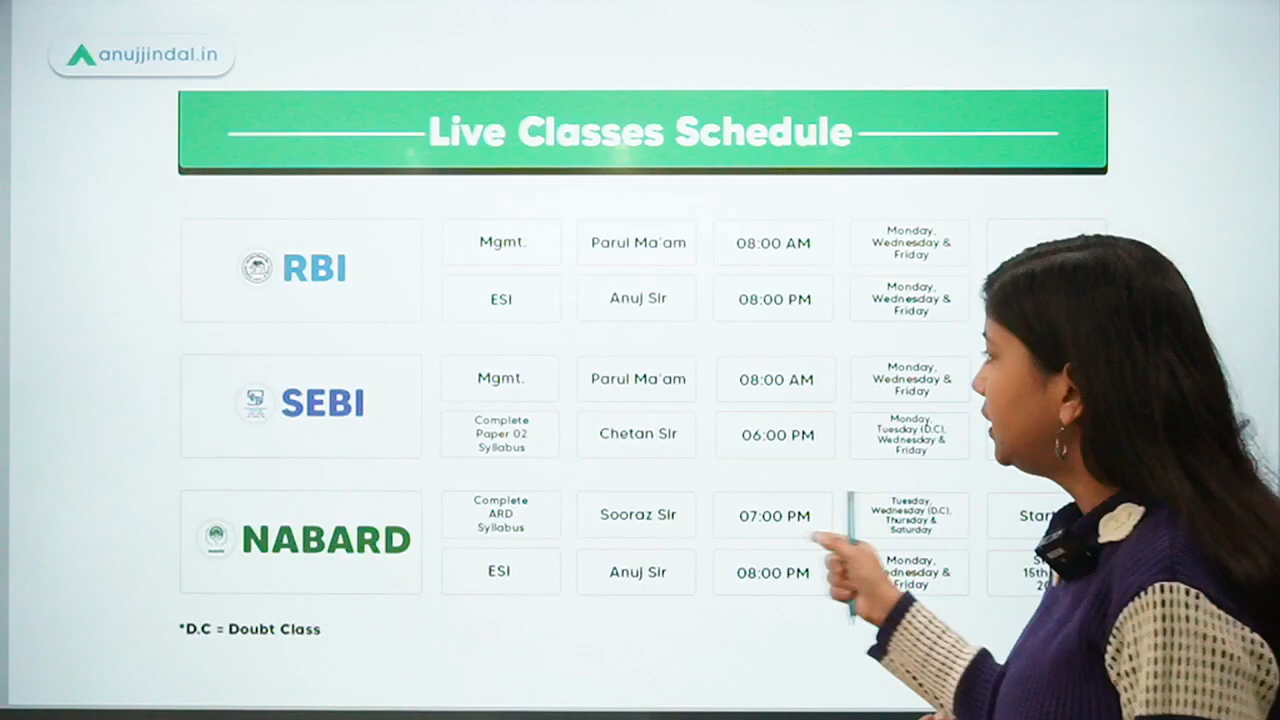 anujjindal.in
Live Classes Schedule
RBI
Mgmt.
Parul Ma'am
08:00 AM
Monday,
Wednesday &
Friday
ESI
Anuj Sir
08:00 PM
Monday,
Wednesday &
Friday
SEBI
Mgmt.
Parul Ma'am
08:00 AM
Monday,
Wednesday &
Friday
Complete
Paper 02
Syllabus
Chetan Sir
06:00 PM
Monday,
Tuesday (D.C),
Wednesday &
Friday
NABARD
Complete
ARD
Syllabus
Sooraz Sir
07:00 PM
Tuesday,
Wednesday (D.C),
Thursday &
Saturday
ESI
Anuj Sir
08:00 PM
Monday,
&
Friday
15th
*D.C = Doubt Class